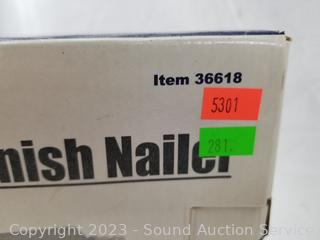 Item 36618
5301
281.
nish Nailer
Copyright 2023 - Sound Auction Service